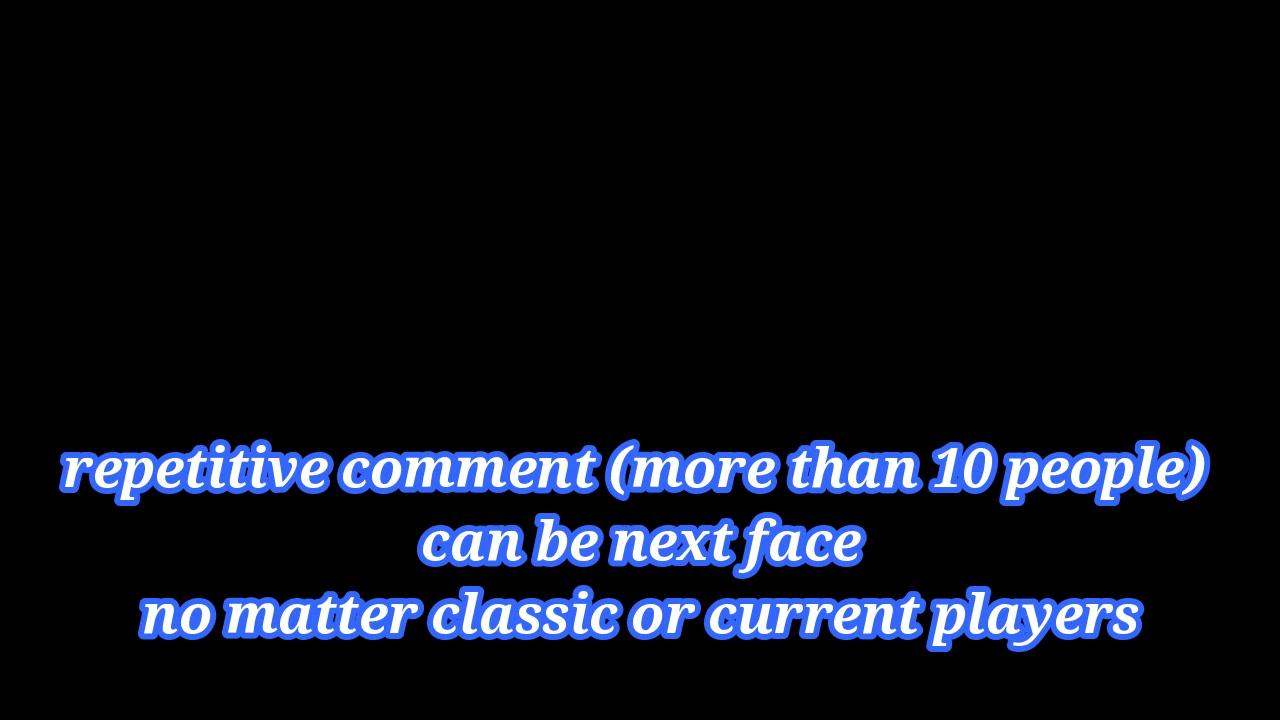 repetitive comment (more than 10 people)
can be next face
no matter classic or current players